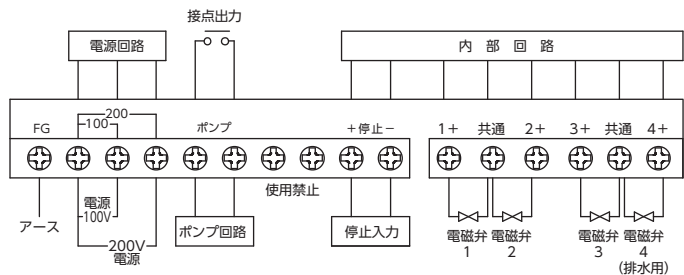 接点出力
電源回路
内部回路
200
100
FG
ポンプ
+停止−
1+
共通
2+
3+
共通
4+
使用禁止
アース
電源
100V
200V
電源
ポンプ回路
停止入力
電磁弁
1
電磁弁
2
電磁弁
3
電磁弁
4
(排水用)